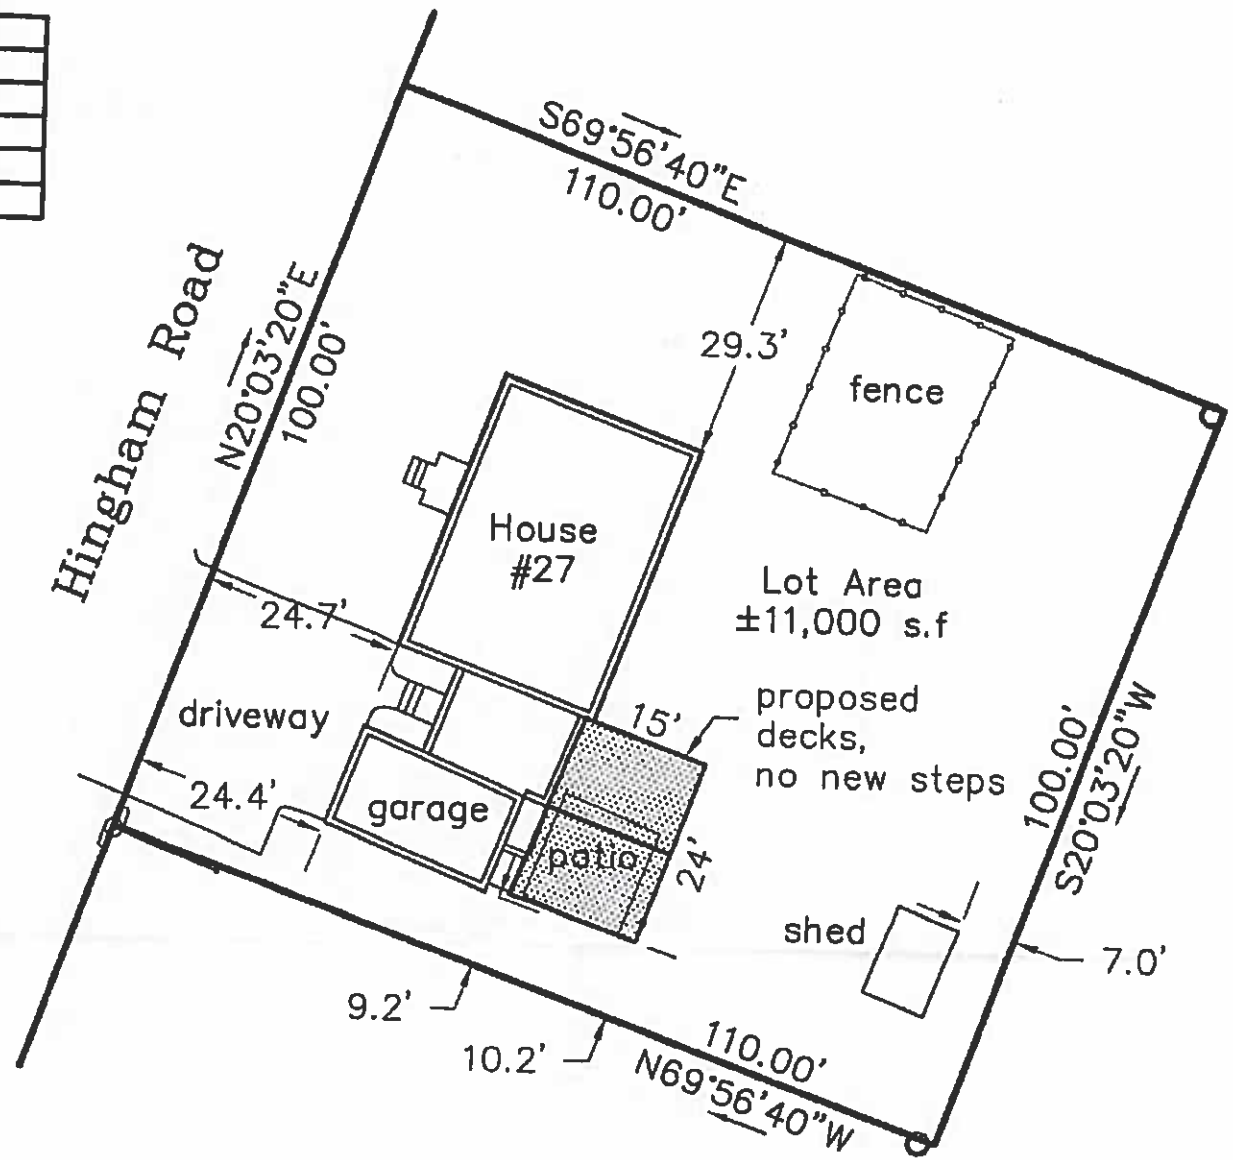 S69°56'40"E
110.00'
Hingham Road
N20°03'20"E
100.00'
29.3'
fence
House
#27
Lot Area
±11,000 s.f
24.7'
driveway
15'
proposed
decks,
no new steps
24.4'
garage
patio
24'
100.00'
S20°03'20"W
shed
7.0'
9.2'
10.2'
110.00'
N69°56'40"W